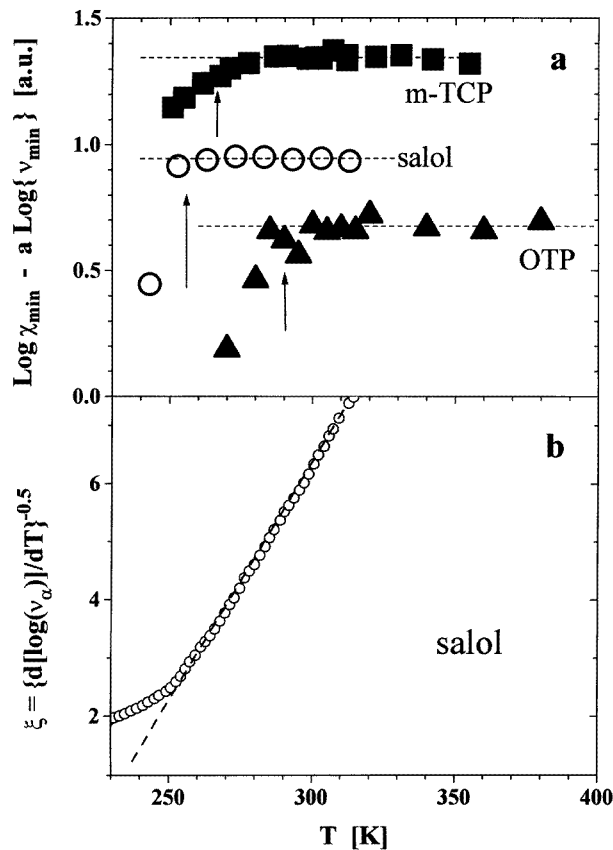 1.5
a
m-TCP
1.0
salol
0.5
OTP
0.0
Log χmin - a Log{ νmin} [a.u.]
b
6
4
salol
2
ξ = {d[log(να)]/dT}-0.5
250 300 350 400
T [K]